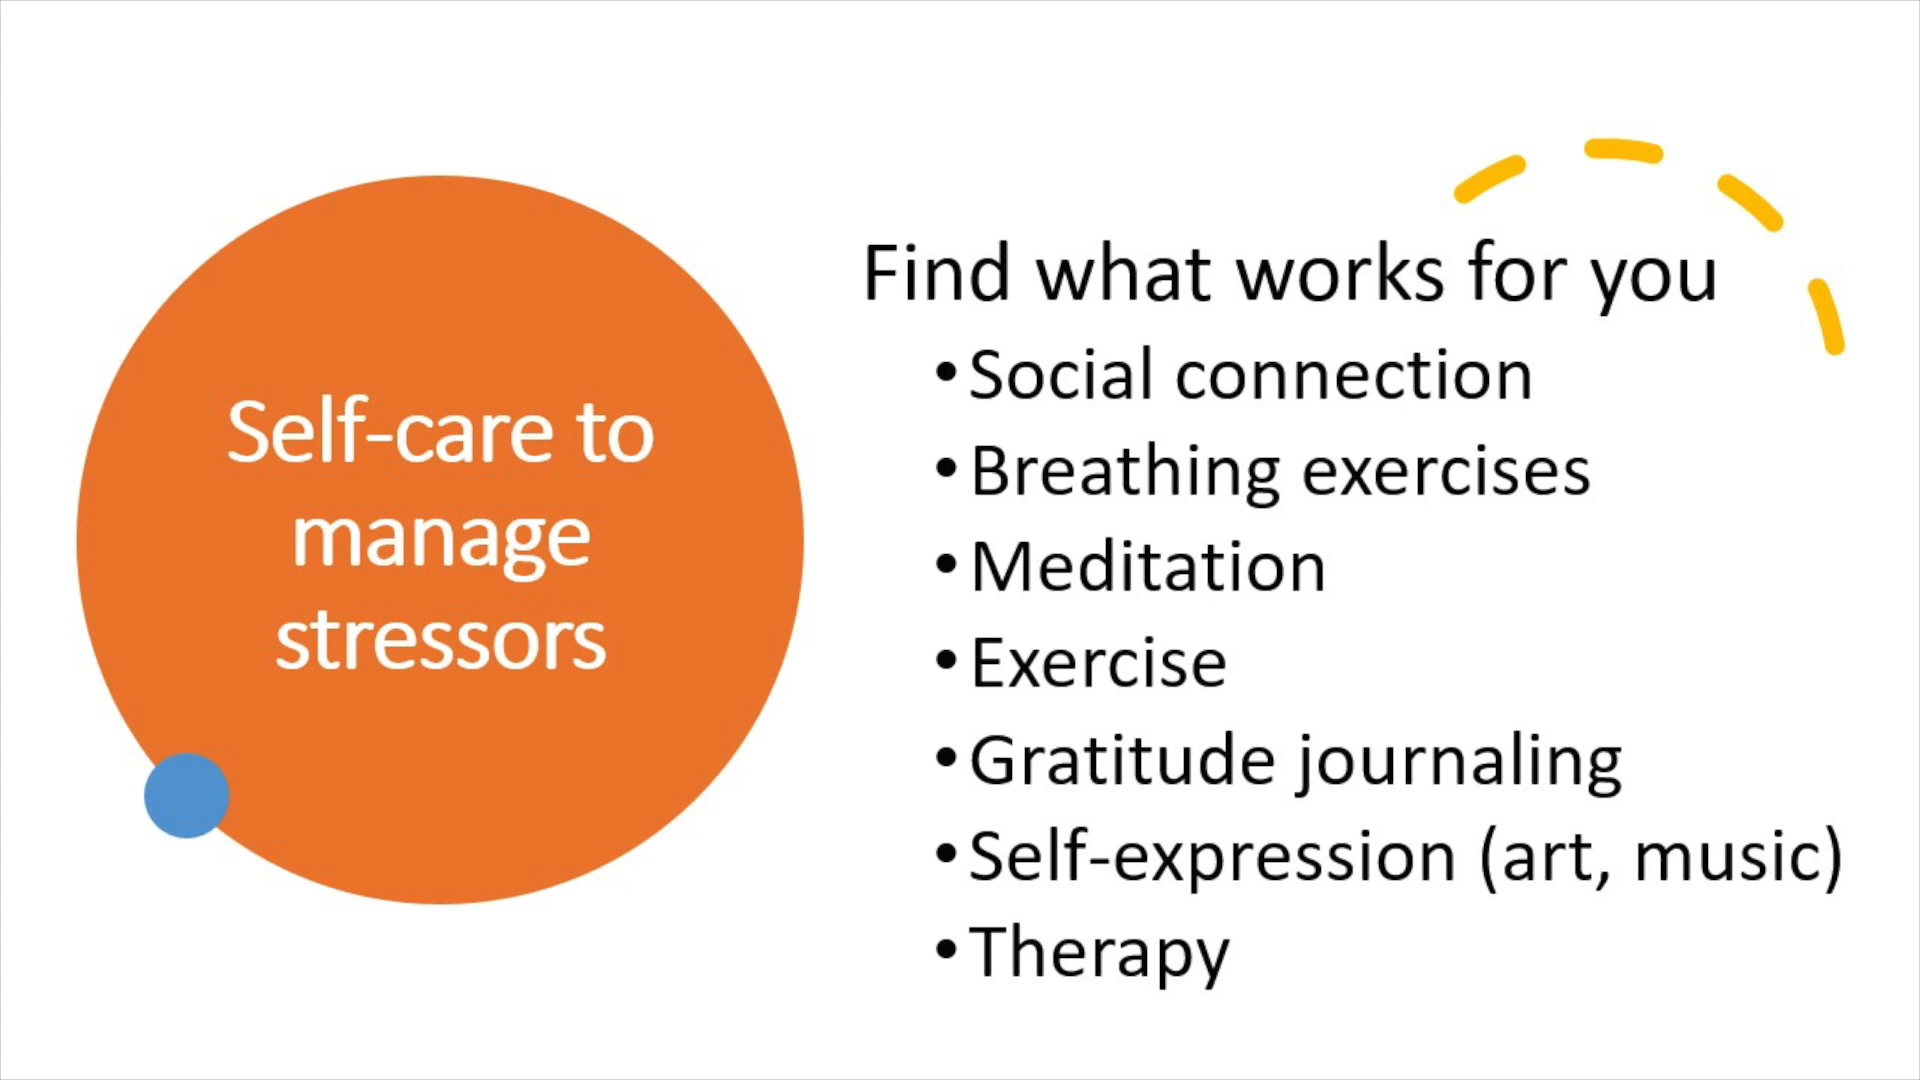 Self-care to
manage
stressors
Find what works for you
•Social connection
•Breathing exercises
•Meditation
•Exercise
•Gratitude journaling
•Self-expression (art, music)
•Therapy